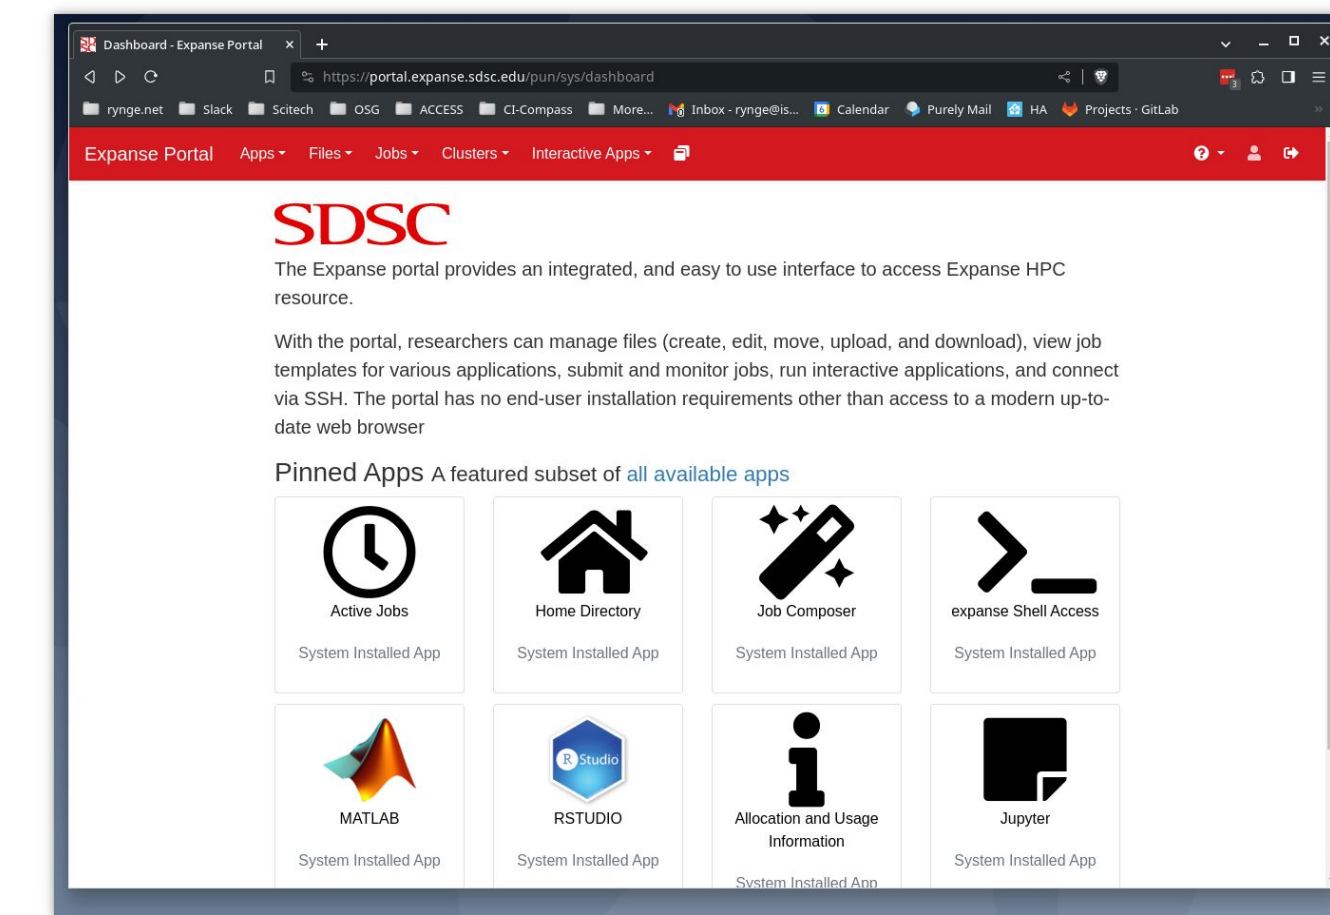 Dashboard - Expanse Portal
https://portal.expanse.sdsc.edu/pun/sys/dashboard
3
rynge.net Slack Scitech OSG ACCESS CI-Compass More... Inbox - rynge@is... 6 Calendar Purely Mail HA Projects · GitLab
Expanse Portal Apps Files Jobs Clusters Interactive Apps
SDSC
The Expanse portal provides an integrated, and easy to use interface to access Expanse HPC
resource.
With the portal, researchers can manage files (create, edit, move, upload, and download), view job
templates for various applications, submit and monitor jobs, run interactive applications, and connect
via SSH. The portal has no end-user installation requirements other than access to a modern up-to-
date web browser
Pinned Apps A featured subset of all available apps
Active Jobs Home Directory Job Composer expanse Shell Access
System Installed App System Installed App System Installed App System Installed App
R Studio
MATLAB RSTUDIO Allocation and Usage Jupyter
Information
System Installed App System Installed App System Installed App
System Installed App